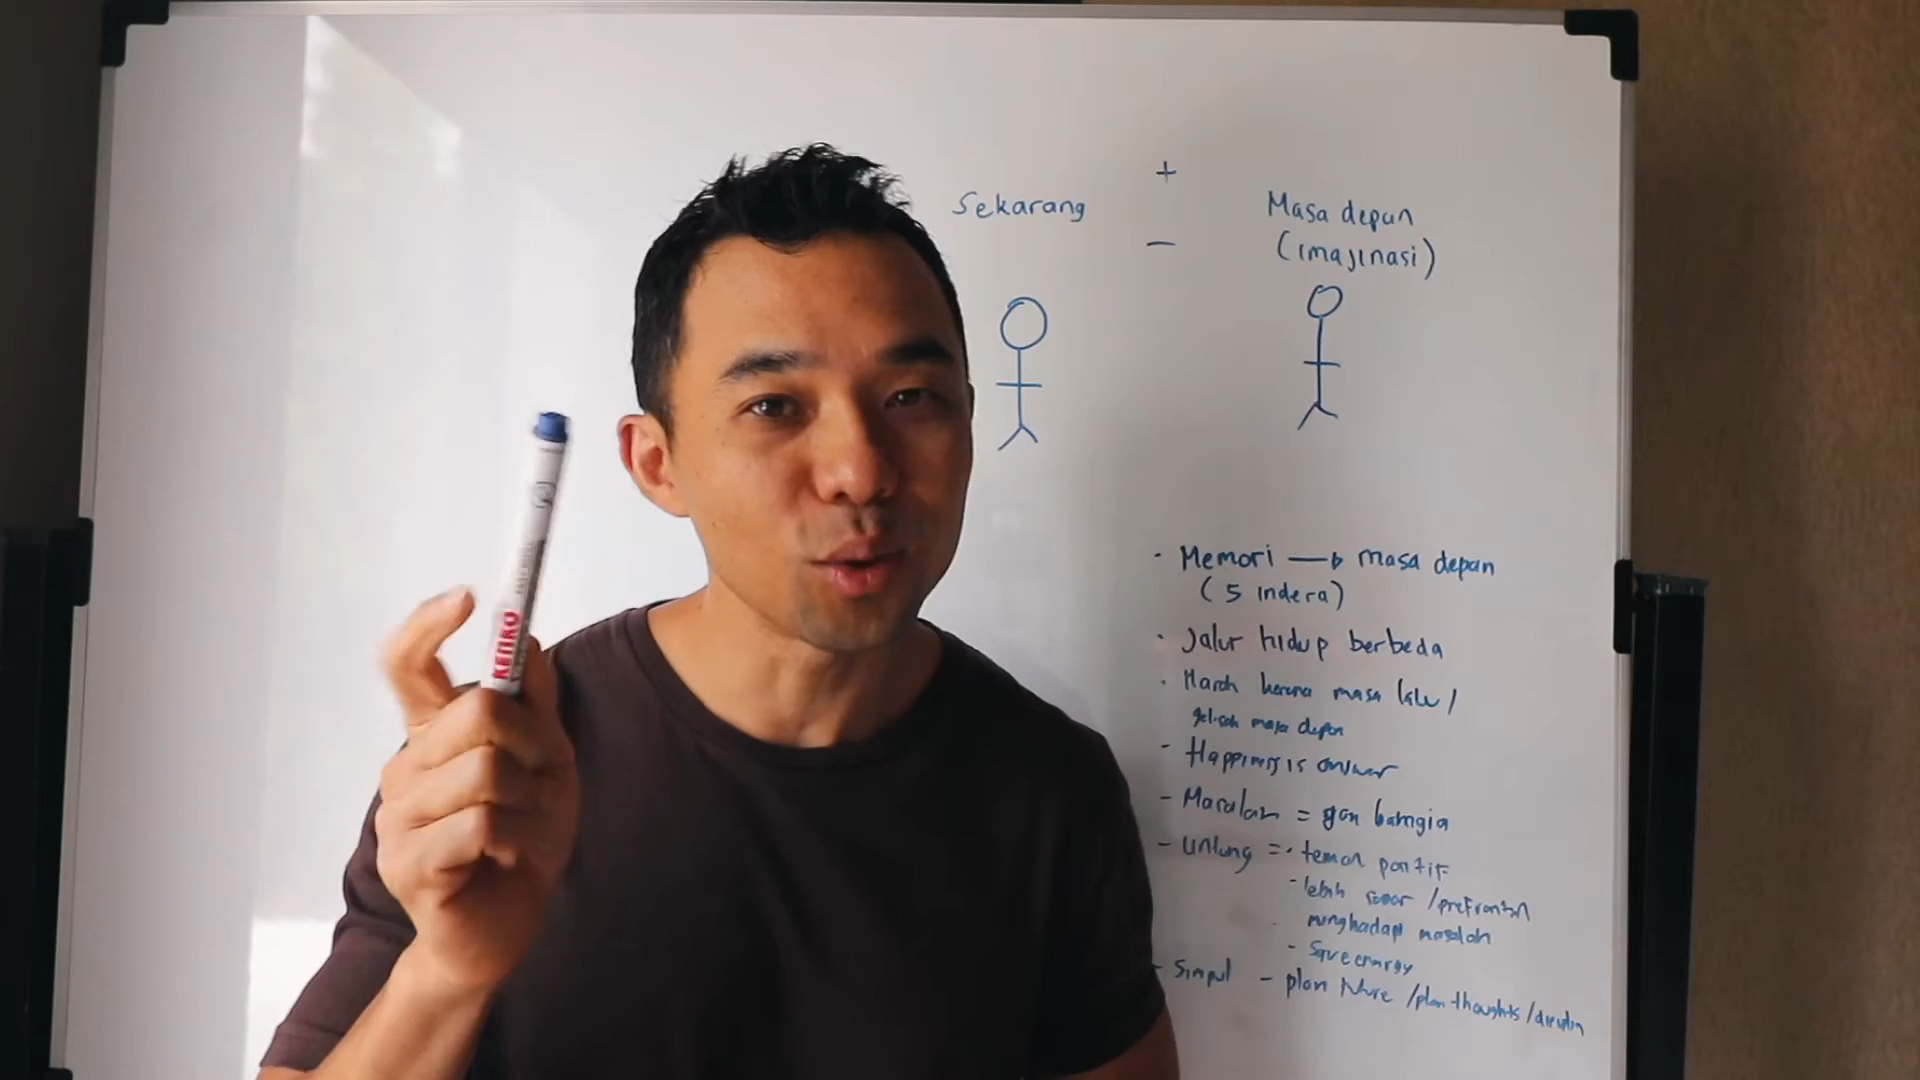 +
Sekarang
Masa depan
−
(imajinasi)
KENKO
· Memori → masa depan
(5 indera)
· Jalur hidup berbeda
· Marah karena masa lalu /
gelisah masa depan
- Happiness is answer
- Masalah = gan bahagia
- Untung = · teman positif
- lebih sabar / prefrontal
menghadapi masalah
- Save energy
- Simpul - plan future / plan thoughts / disiplin